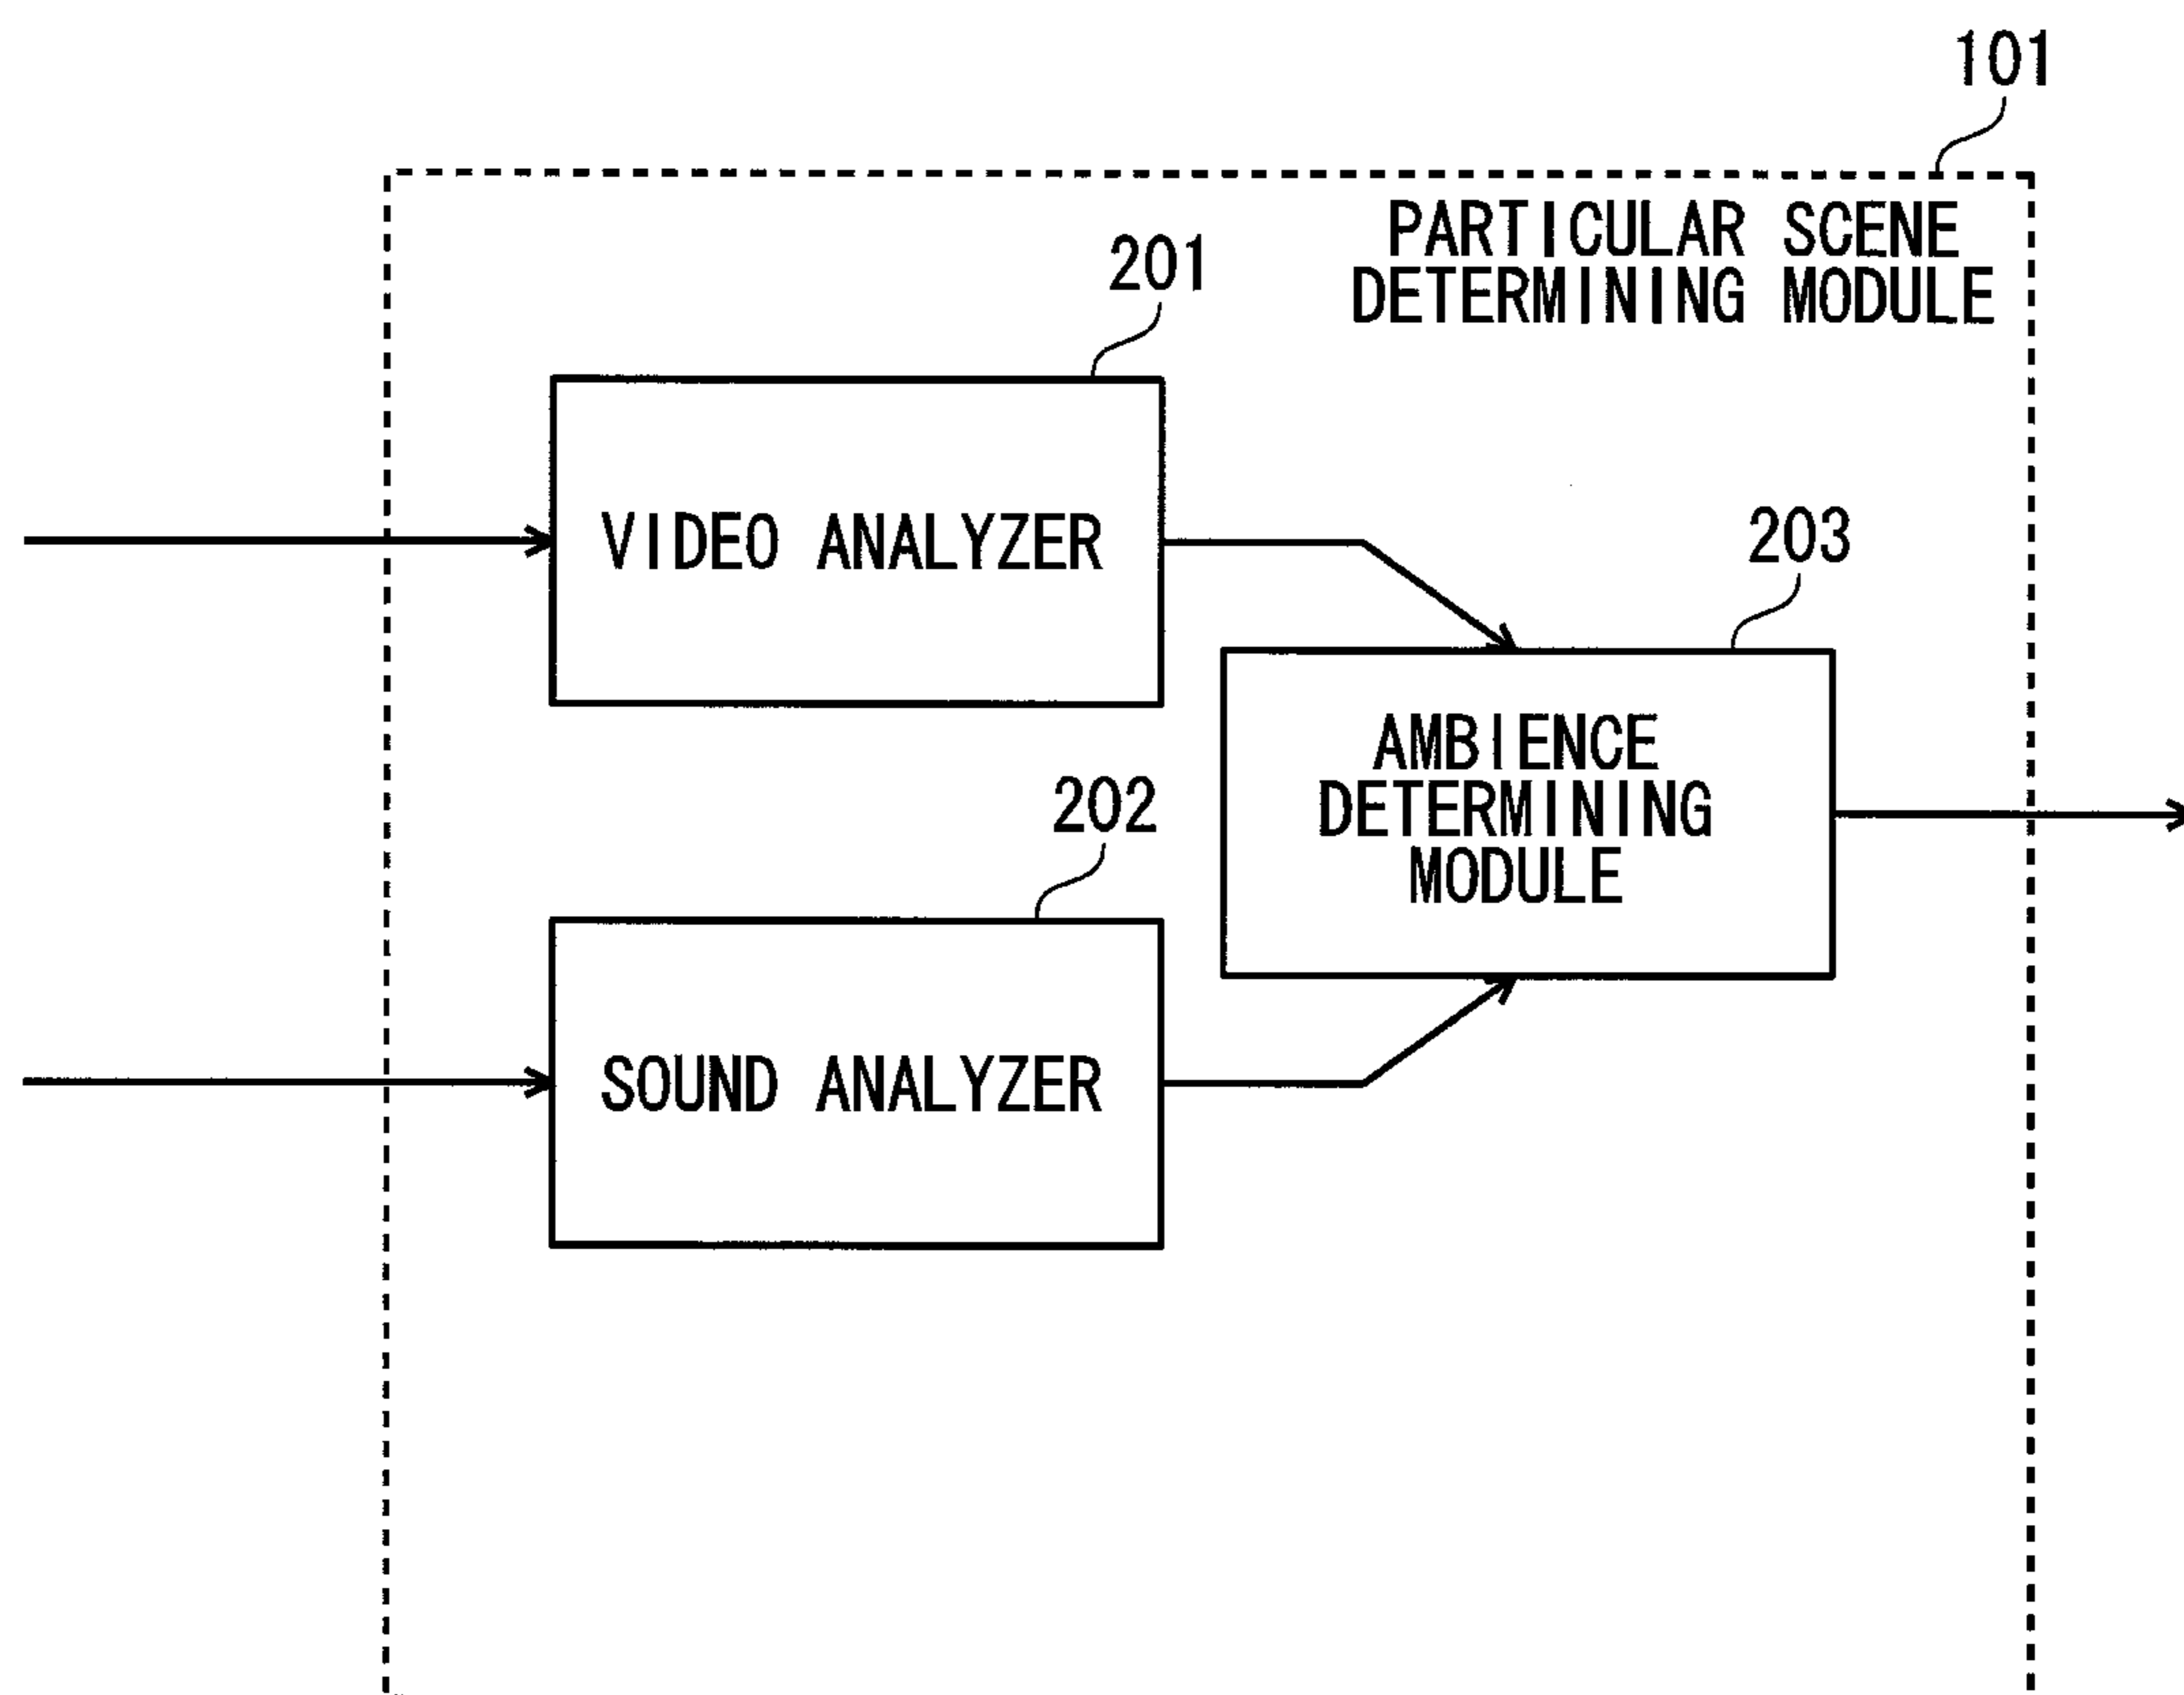 101
PARTICULAR SCENE
DETERMINING MODULE
201
VIDEO ANALYZER
203
AMBIENCE
DETERMINING
MODULE
202
SOUND ANALYZER